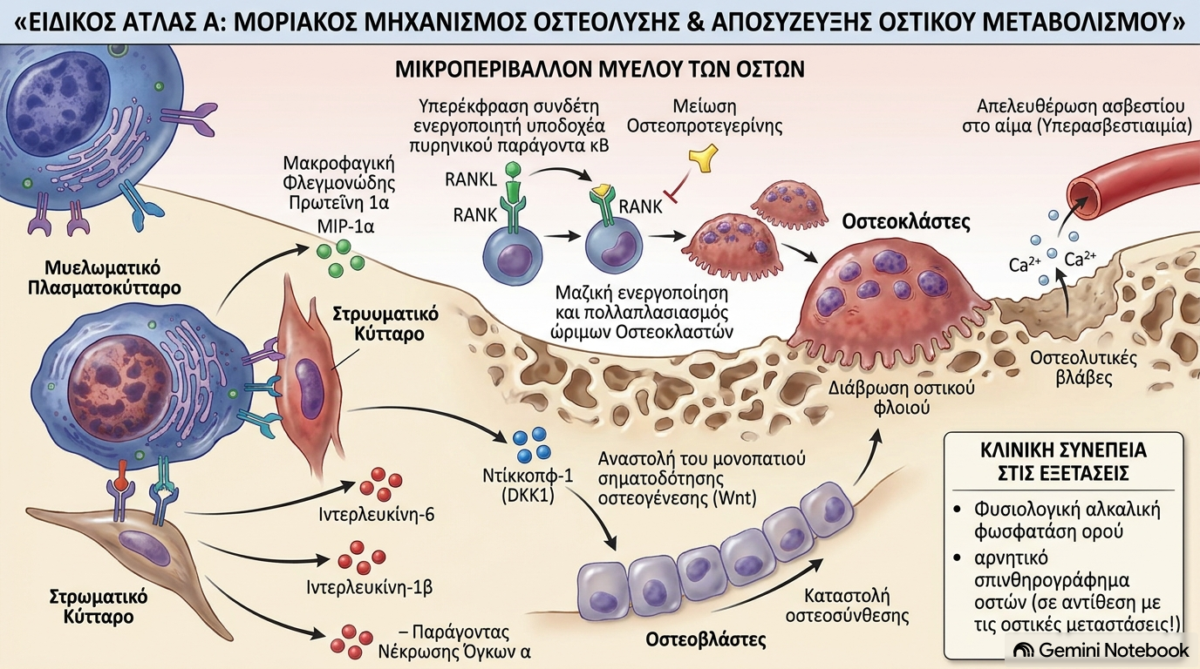 «ΕΙΔΙΚΟΣ ΑΤΛΑΣ Α: ΜΟΡΙΑΚΟΣ ΜΗΧΑΝΙΣΜΟΣ ΟΣΤΕΟΛΥΣΗΣ & ΑΠΟΣΥΖΕΥΞΗΣ ΟΣΤΙΚΟΥ ΜΕΤΑΒΟΛΙΣΜΟΥ»
ΜΙΚΡΟΠΕΡΙΒΑΛΛΟΝ ΜΥΕΛΟΥ ΤΩΝ ΟΣΤΩΝ
Υπερέκφραση συνδέτη
ενεργοποιητή υποδοχέα
πυρηνικού παράγοντα κΒ
Μείωση
Οστεοπροτεγερίνης
Απελευθέρωση ασβεστίου
στο αίμα (Υπερασβεστιαιμία)
Μακροφαγική
Φλεγμονώδης
Πρωτεΐνη 1α
MIP-1α
RANKL
RANK
RANK
Οστεοκλάστες
Ca²⁺
Ca²⁺
Μυελωματικό
Πλασματοκύτταρο
Στρυυματικό
Κύτταρο
Μαζική ενεργοποίηση
και πολλαπλασιασμός
ώριμων Οστεοκλαστών
Οστεολυτικές
βλάβες
Διάβρωση οστικού
φλοιού
Ντίκκοπφ-1
(DKK1)
Αναστολή του μονοπατιού
σηματοδότησης
οστεογένεσης (Wnt)
Ιντερλευκίνη-6
Ιντερλευκίνη-1β
– Παράγοντας
Νέκρωσης Όγκων α
Στρωματικό
Κύτταρο
Οστεοβλάστες
Καταστολή
οστεοσύνθεσης
ΚΛΙΝΙΚΗ ΣΥΝΕΠΕΙΑ
ΣΤΙΣ ΕΞΕΤΑΣΕΙΣ
• Φυσιολογική αλκαλική
φωσφατάση ορού
• αρνητικό
σπινθηρογράφημα
οστών (σε αντίθεση με
τις οστικές μεταστάσεις!)
Gemini Notebook